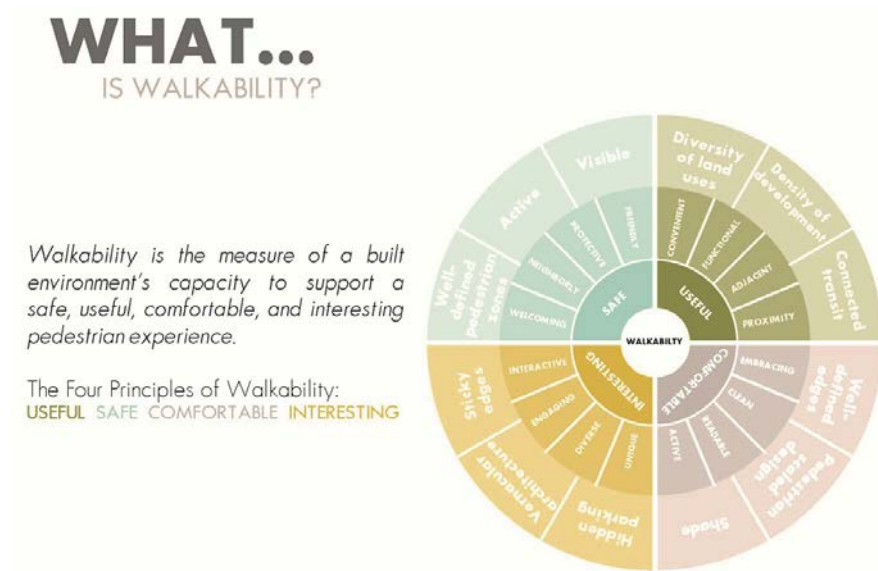 WHAT...
IS WALKABILITY?
Walkability is the measure of a built
environment's capacity to support a
safe, useful, comfortable, and interesting
pedestrian experience.
The Four Principles of Walkability:
USEFUL SAFE COMFORTABLE INTERESTING
WALKABILTY
USEFUL
CONVENIENT
FUNCTIONAL
ADJACENT
PROXIMITY
Diversity
of land
uses
Density of
development
Connected
transit
COMFORTABLE
EMBRACING
CLEAN
READABLE
ACTIVE
Well-
defined
edges
Pedestrian
scaled
design
Shade
INTERESTING
INTERACTIVE
ENGAGING
DIVERSE
Sticky
edges
Vernacular
architecture
Hidden
parking
SAFE
WELCOMING
NEIGHBORLY
PROTECTIVE
FRIENDLY
Well-
defined
pedestrian
zones
Active
Visible